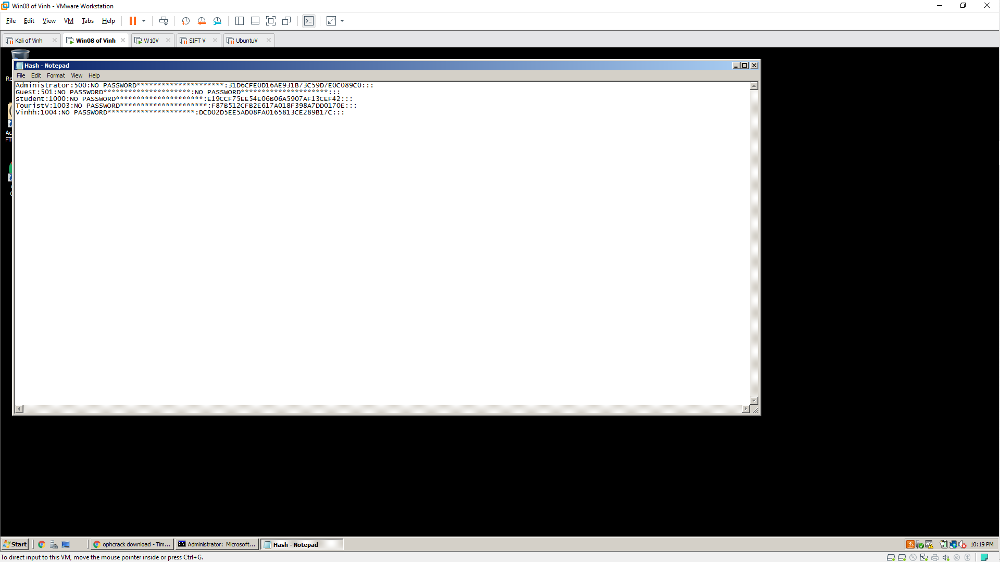 Win08 of Vinh - VMware Workstation
File Edit View VM Tabs Help
Kali of Vinh Win08 of Vinh W10V SIFT V UbuntuV
Hash - Notepad
File Edit Format View Help
Administrator:500:NO PASSWORD*********************:31D6CFE0D16AE931B73C59D7E0C089C0:::
Guest:501:NO PASSWORD*********************:NO PASSWORD*********************:::
student:1000:NO PASSWORD*********************:E19CCF75EE54E06B06A5907AF13CEF42:::
TouristV:1003:NO PASSWORD*********************:F87B512CFB2E617A018F398A7DD0170E:::
Vinhh:1004:NO PASSWORD*********************:DCD02D5EE5AD08FA0165813CE289B17C:::
Re
Ac
FT
Start ophcrack download - Tim... Administrator: Microsoft... Hash - Notepad 10:19 PM
To direct input to this VM, move the mouse pointer inside or press Ctrl+G.